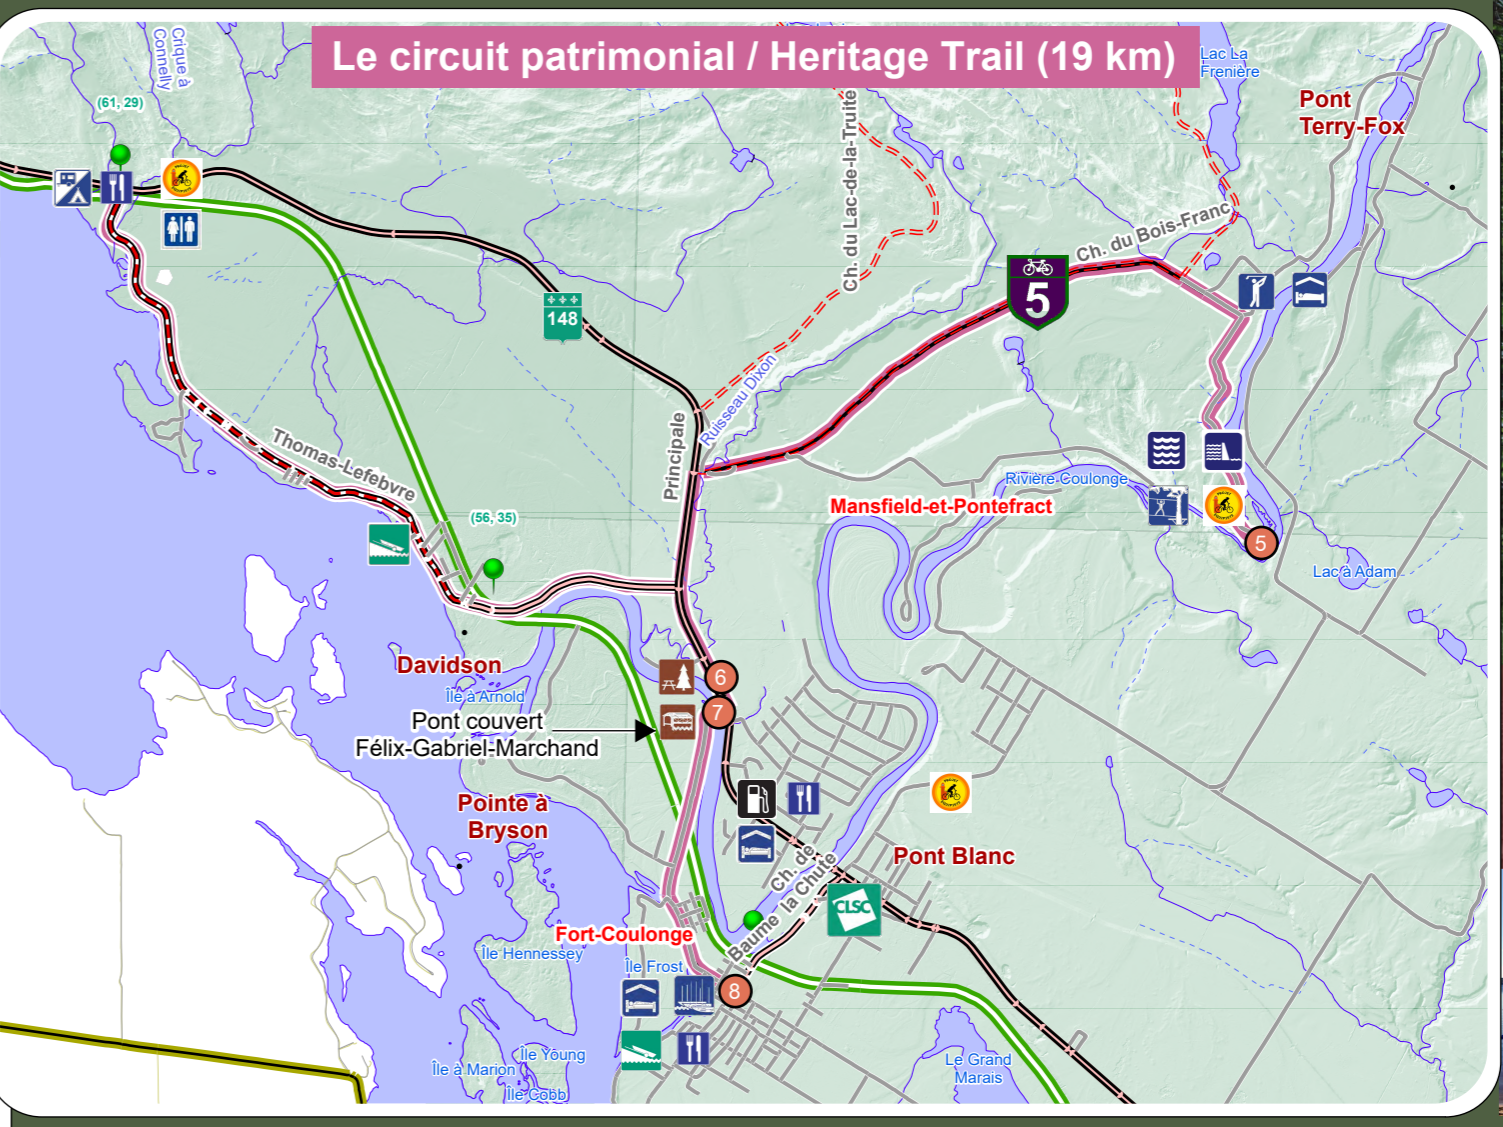 Le circuit patrimonial / Heritage Trail (19 km)
Crique à
Connelly
(61, 29)
Lac La
Frenière
Pont
Terry-Fox
Ch. du Lac-de-la-Truite
Ch. du Bois-Franc
5
148
Ruisseau Dixon
Principale
Thomas-Lefebvre
(56, 35)
Rivière Coulonge
Mansfield-et-Pontefract
5
Lac à Adam
Davidson
Île à Arnold
6
7
Pont couvert
Félix-Gabriel-Marchand
Pointe à
Bryson
Pont Blanc
Ch. de
la Chute
CLSC
Baume
Fort-Coulonge
Île Hennessey
Île Frost
8
Île Young
Île à Marion
Île Cobb
Le Grand
Marais